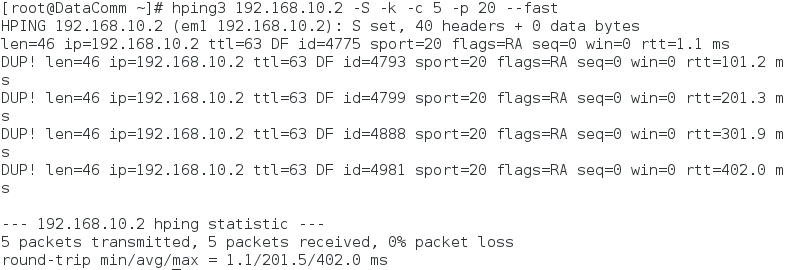 [root@DataComm ~]# hping3 192.168.10.2 -S -k -c 5 -p 20 --fast
HPING 192.168.10.2 (em1 192.168.10.2): S set, 40 headers + 0 data bytes
len=46 ip=192.168.10.2 ttl=63 DF id=4775 sport=20 flags=RA seq=0 win=0 rtt=1.1 ms
DUP! len=46 ip=192.168.10.2 ttl=63 DF id=4793 sport=20 flags=RA seq=0 win=0 rtt=101.2 m
s
DUP! len=46 ip=192.168.10.2 ttl=63 DF id=4799 sport=20 flags=RA seq=0 win=0 rtt=201.3 m
s
DUP! len=46 ip=192.168.10.2 ttl=63 DF id=4888 sport=20 flags=RA seq=0 win=0 rtt=301.9 m
s
DUP! len=46 ip=192.168.10.2 ttl=63 DF id=4981 sport=20 flags=RA seq=0 win=0 rtt=402.0 m
s
--- 192.168.10.2 hping statistic ---
5 packets transmitted, 5 packets received, 0% packet loss
round-trip min/avg/max = 1.1/201.5/402.0 ms